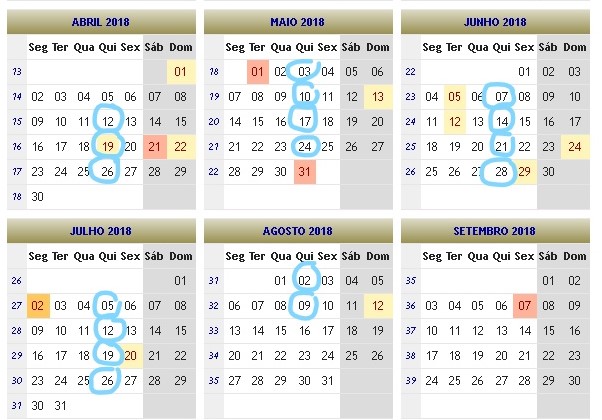 ABRIL 2018
Seg Ter Qua Qui Sex Sáb Dom
13 01
14 02 03 04 05 06 07 08
15 09 10 11 12 13 14 15
16 16 17 18 19 20 21 22
17 23 24 25 26 27 28 29
18 30
MAIO 2018
Seg Ter Qua Qui Sex Sáb Dom
18 01 02 03 04 05 06
19 07 08 09 10 11 12 13
20 14 15 16 17 18 19 20
21 21 22 23 24 25 26 27
22 28 29 30 31
JUNHO 2018
Seg Ter Qua Qui Sex Sáb Dom
22 01 02 03
23 04 05 06 07 08 09 10
24 11 12 13 14 15 16 17
25 18 19 20 21 22 23 24
26 25 26 27 28 29 30
JULHO 2018
Seg Ter Qua Qui Sex Sáb Dom
26 01
27 02 03 04 05 06 07 08
28 09 10 11 12 13 14 15
29 16 17 18 19 20 21 22
30 23 24 25 26 27 28 29
31 30 31
AGOSTO 2018
Seg Ter Qua Qui Sex Sáb Dom
31 01 02 03 04 05
32 06 07 08 09 10 11 12
33 13 14 15 16 17 18 19
34 20 21 22 23 24 25 26
35 27 28 29 30 31
SETEMBRO 2018
Seg Ter Qua Qui Sex Sáb Dom
35 01 02
36 03 04 05 06 07 08 09
37 10 11 12 13 14 15 16
38 17 18 19 20 21 22 23
39 24 25 26 27 28 29 30